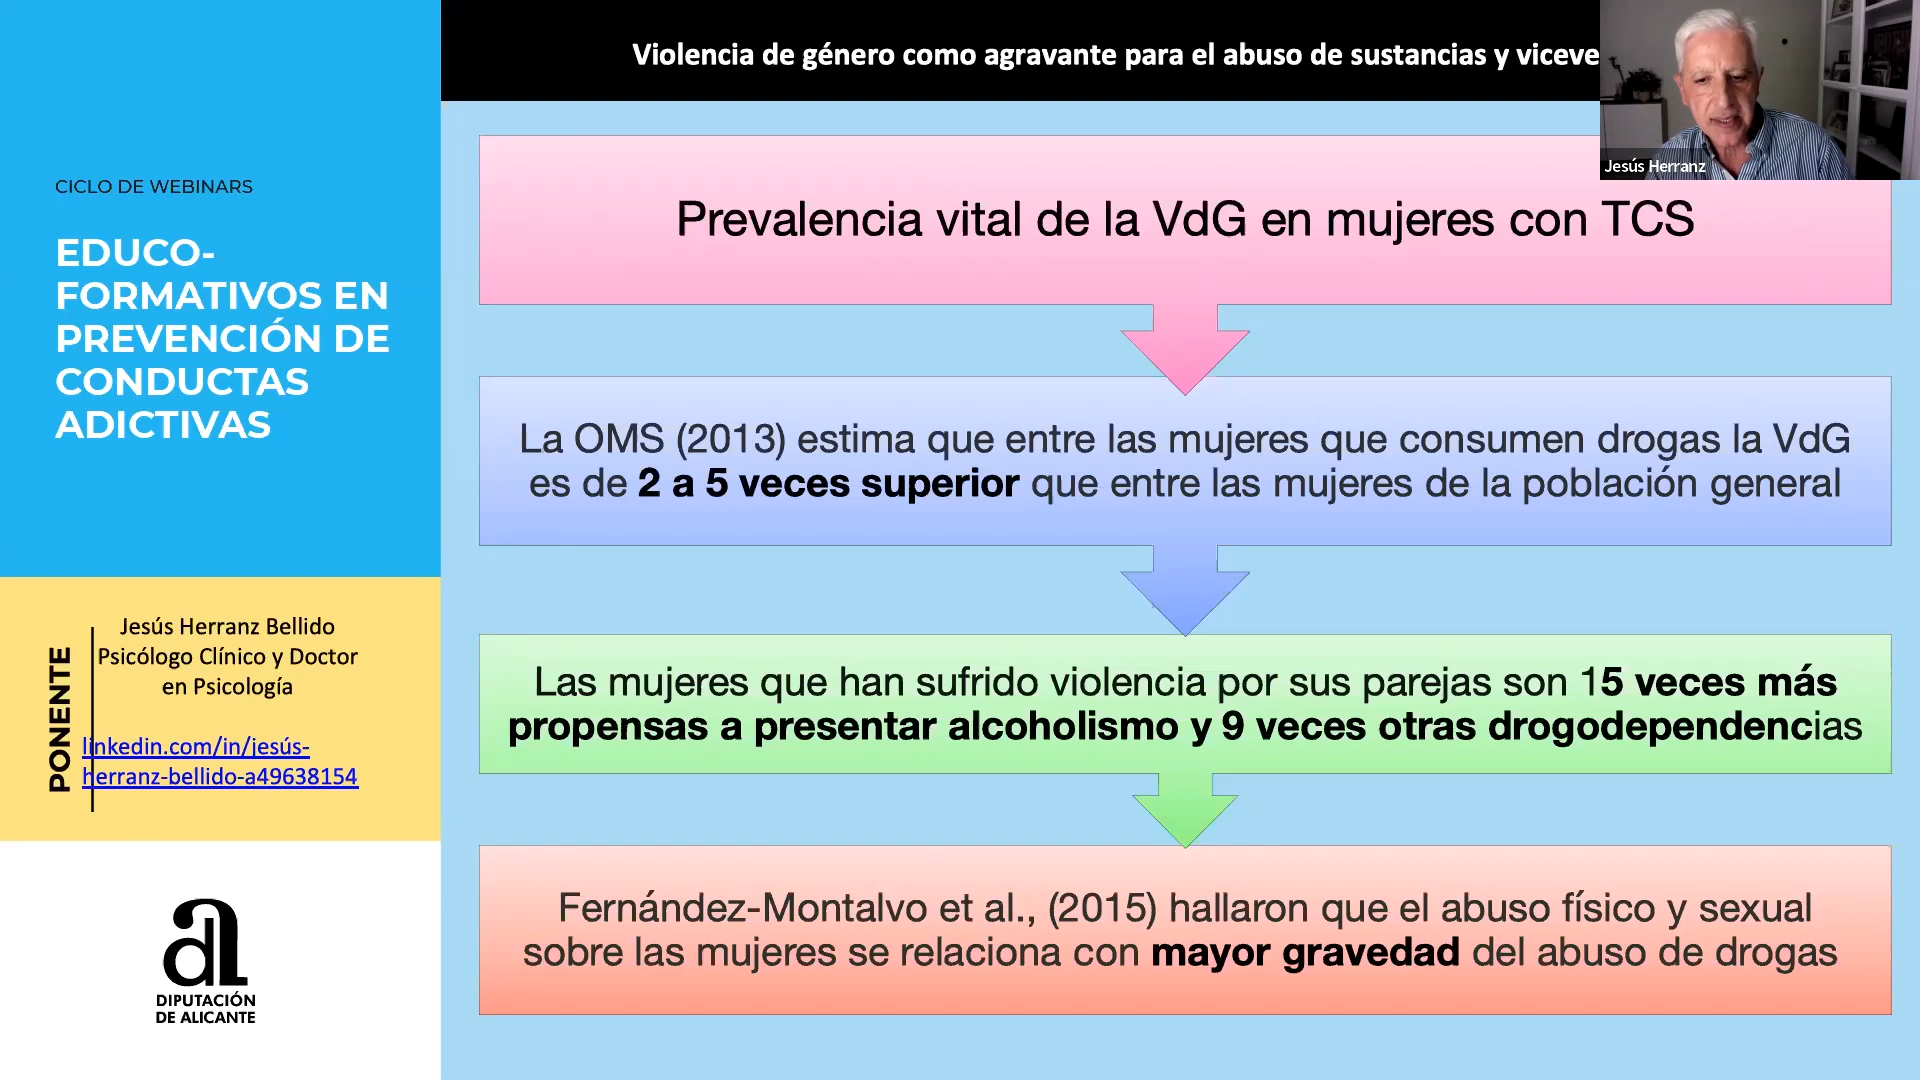 CICLO DE WEBINARS
EDUCO-
FORMATIVOS EN
PREVENCIÓN DE
CONDUCTAS
ADICTIVAS
PONENTE
Jesús Herranz Bellido
Psicólogo Clínico y Doctor
en Psicología
linkedin.com/in/jesús-
herranz-bellido-a49638154
DIPUTACIÓN
DE ALICANTE
Violencia de género como agravante para el abuso de sustancias y viceve
Jesús Herranz
Prevalencia vital de la VdG en mujeres con TCS
La OMS (2013) estima que entre las mujeres que consumen drogas la VdG
es de 2 a 5 veces superior que entre las mujeres de la población general
Las mujeres que han sufrido violencia por sus parejas son 15 veces más
propensas a presentar alcoholismo y 9 veces otras drogodependencias
Fernández-Montalvo et al., (2015) hallaron que el abuso físico y sexual
sobre las mujeres se relaciona con mayor gravedad del abuso de drogas